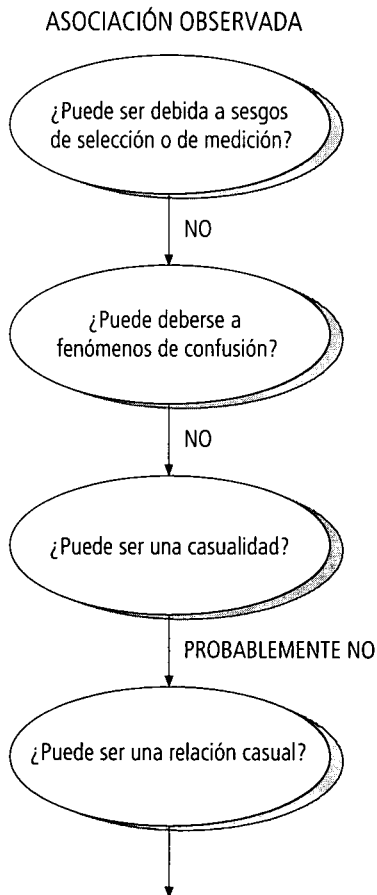 ASOCIACIÓN OBSERVADA
¿Puede ser debida a sesgos
de selección o de medición?
NO
¿Puede deberse a
fenómenos de confusión?
NO
¿Puede ser una casualidad?
PROBABLEMENTE NO
¿Puede ser una relación casual?